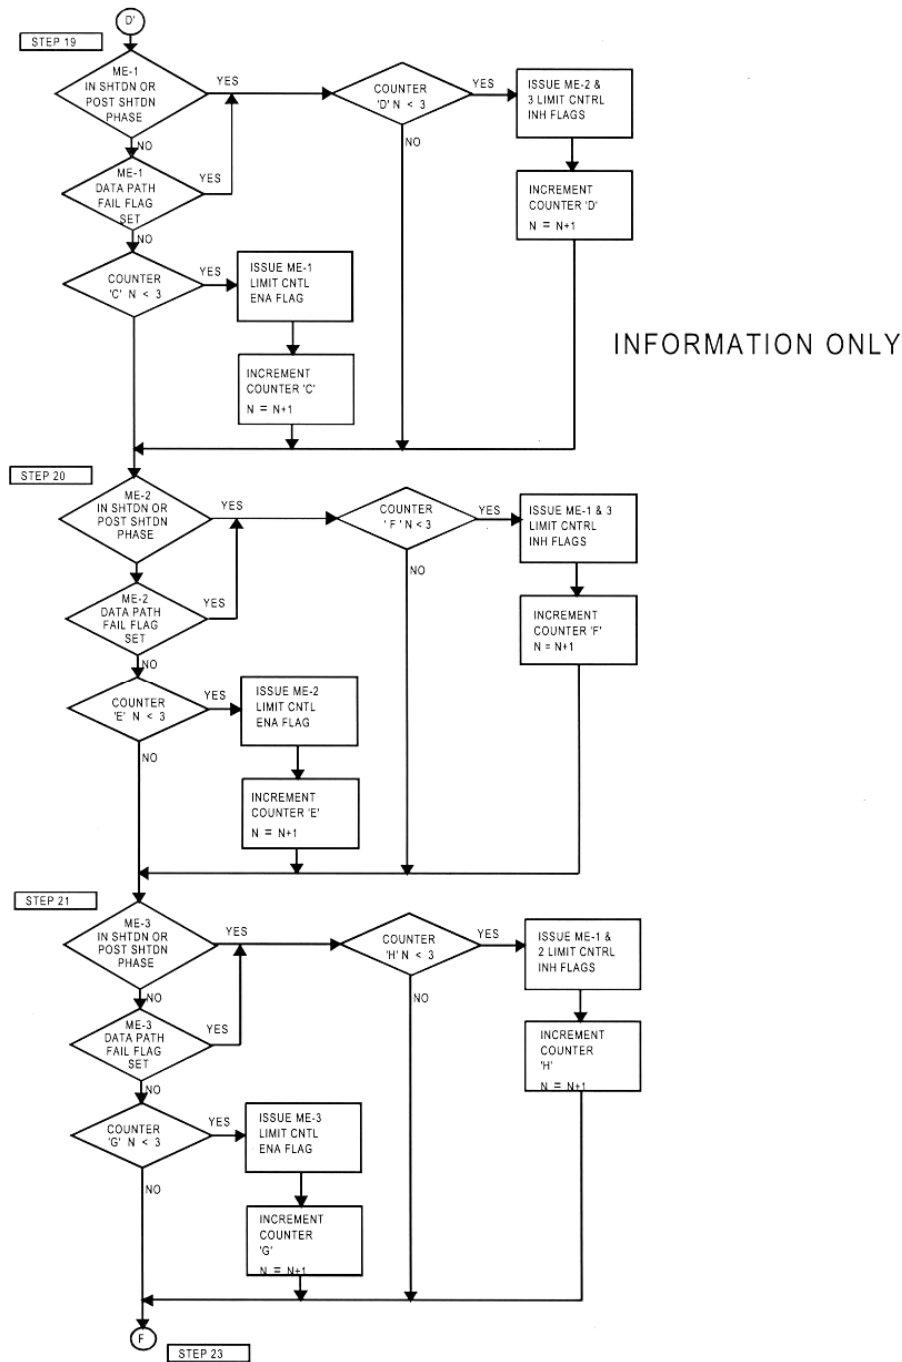 D'
STEP 19
ME-1
IN SHTDN OR
POST SHTDN
PHASE
YES
COUNTER
'D' N < 3
YES
ISSUE ME-2 &
3 LIMIT CNTRL
INH FLAGS
NO
NO
ME-1
DATA PATH
FAIL FLAG
SET
YES
INCREMENT
COUNTER 'D'
N = N+1
NO
COUNTER
'C' N < 3
YES
ISSUE ME-1
LIMIT CNTL
ENA FLAG
INFORMATION ONLY
INCREMENT
COUNTER 'C'
N = N+1
STEP 20
ME-2
IN SHTDN OR
POST SHTDN
PHASE
YES
COUNTER
' F ' N < 3
YES
ISSUE ME-1 & 3
LIMIT CNTRL
INH FLAGS
NO
ME-2
DATA PATH
FAIL FLAG
SET
YES
INCREMENT
COUNTER 'F'
N = N+1
NO
COUNTER
'E' N < 3
YES
ISSUE ME-2
LIMIT CNTL
ENA FLAG
NO
INCREMENT
COUNTER 'E'
N = N+1
STEP 21
ME-3
IN SHTDN OR
POST SHTDN
PHASE
YES
COUNTER
'H' N < 3
YES
ISSUE ME-1 &
2 LIMIT CNTRL
INH FLAGS
NO
NO
ME-3
DATA PATH
FAIL FLAG
SET
YES
INCREMENT
COUNTER
'H'
N = N+1
NO
COUNTER
'G' N < 3
YES
ISSUE ME-3
LIMIT CNTL
ENA FLAG
NO
INCREMENT
COUNTER
'G'
N = N+1
F
STEP 23